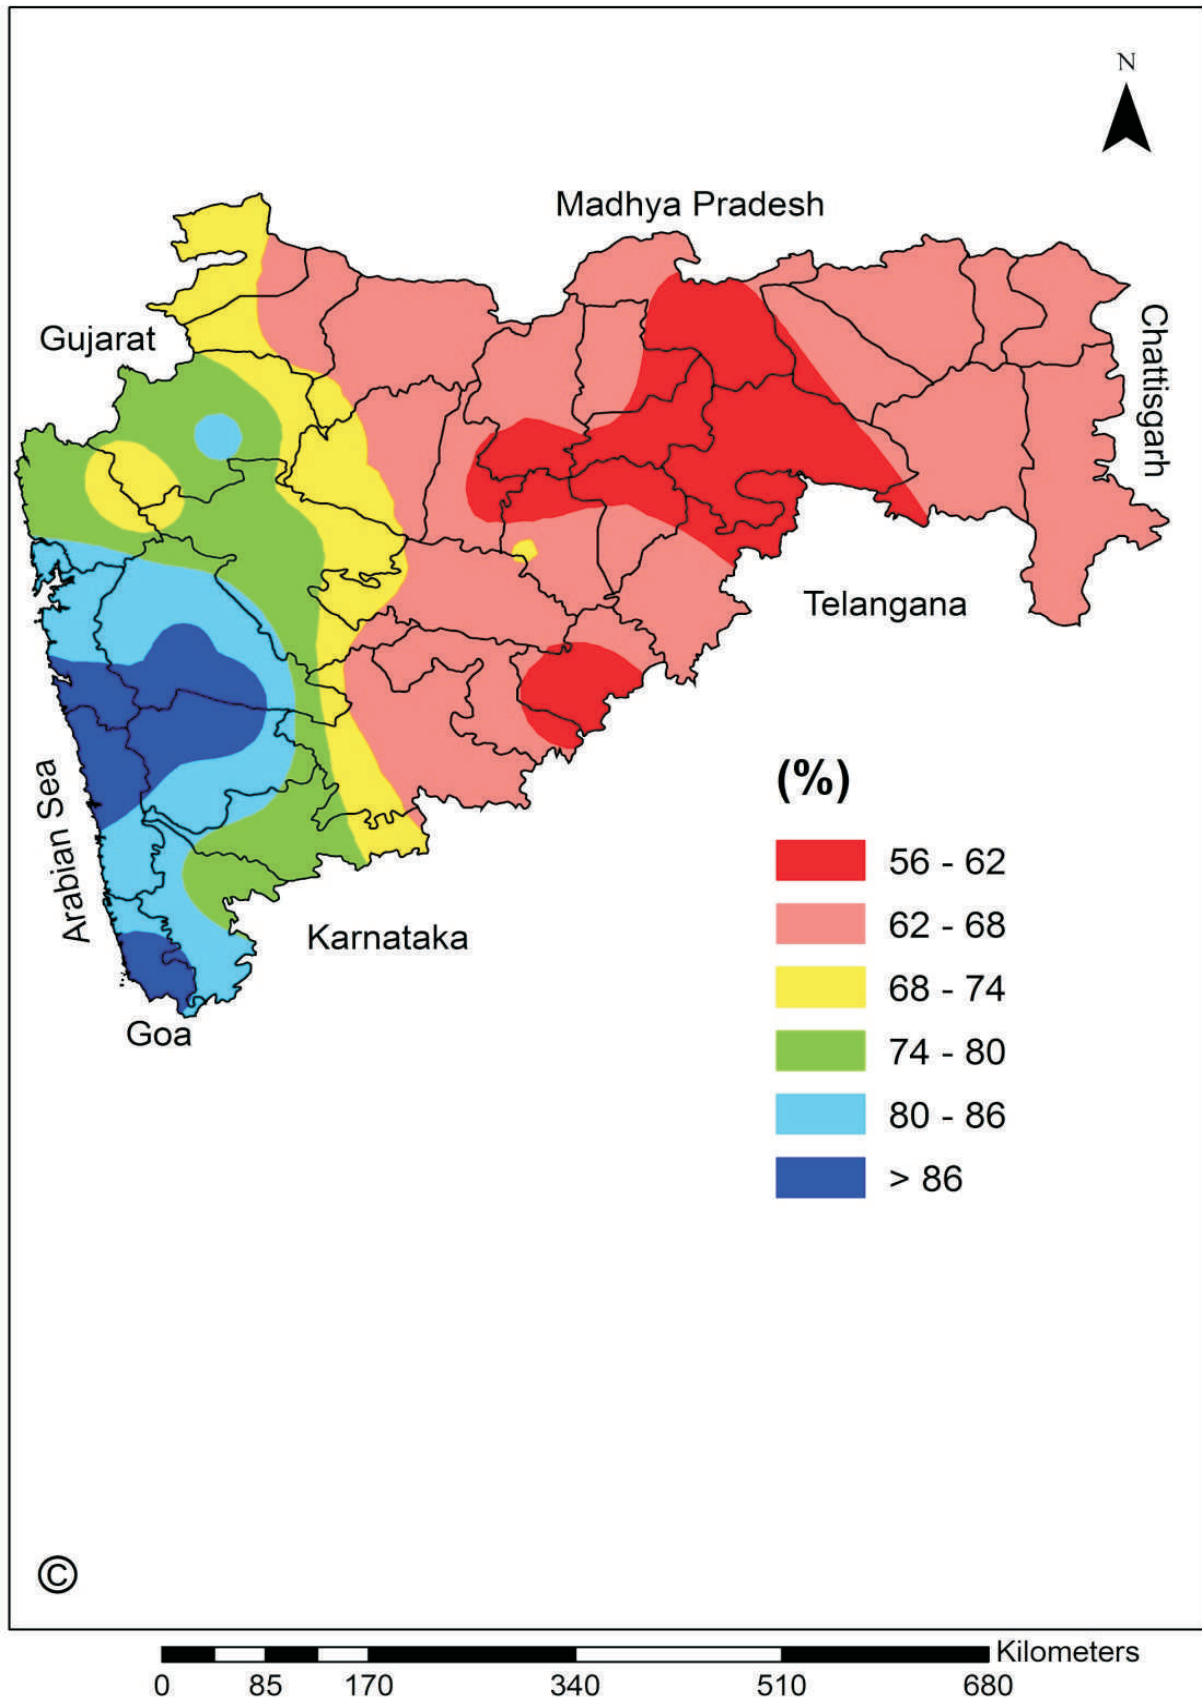 N
Madhya Pradesh
Gujarat
Chattisgarh
Telangana
Arabian Sea
Karnataka
Goa
(%)
56 - 62
62 - 68
68 - 74
74 - 80
80 - 86
> 86
©
Kilometers
0 85 170 340 510 680